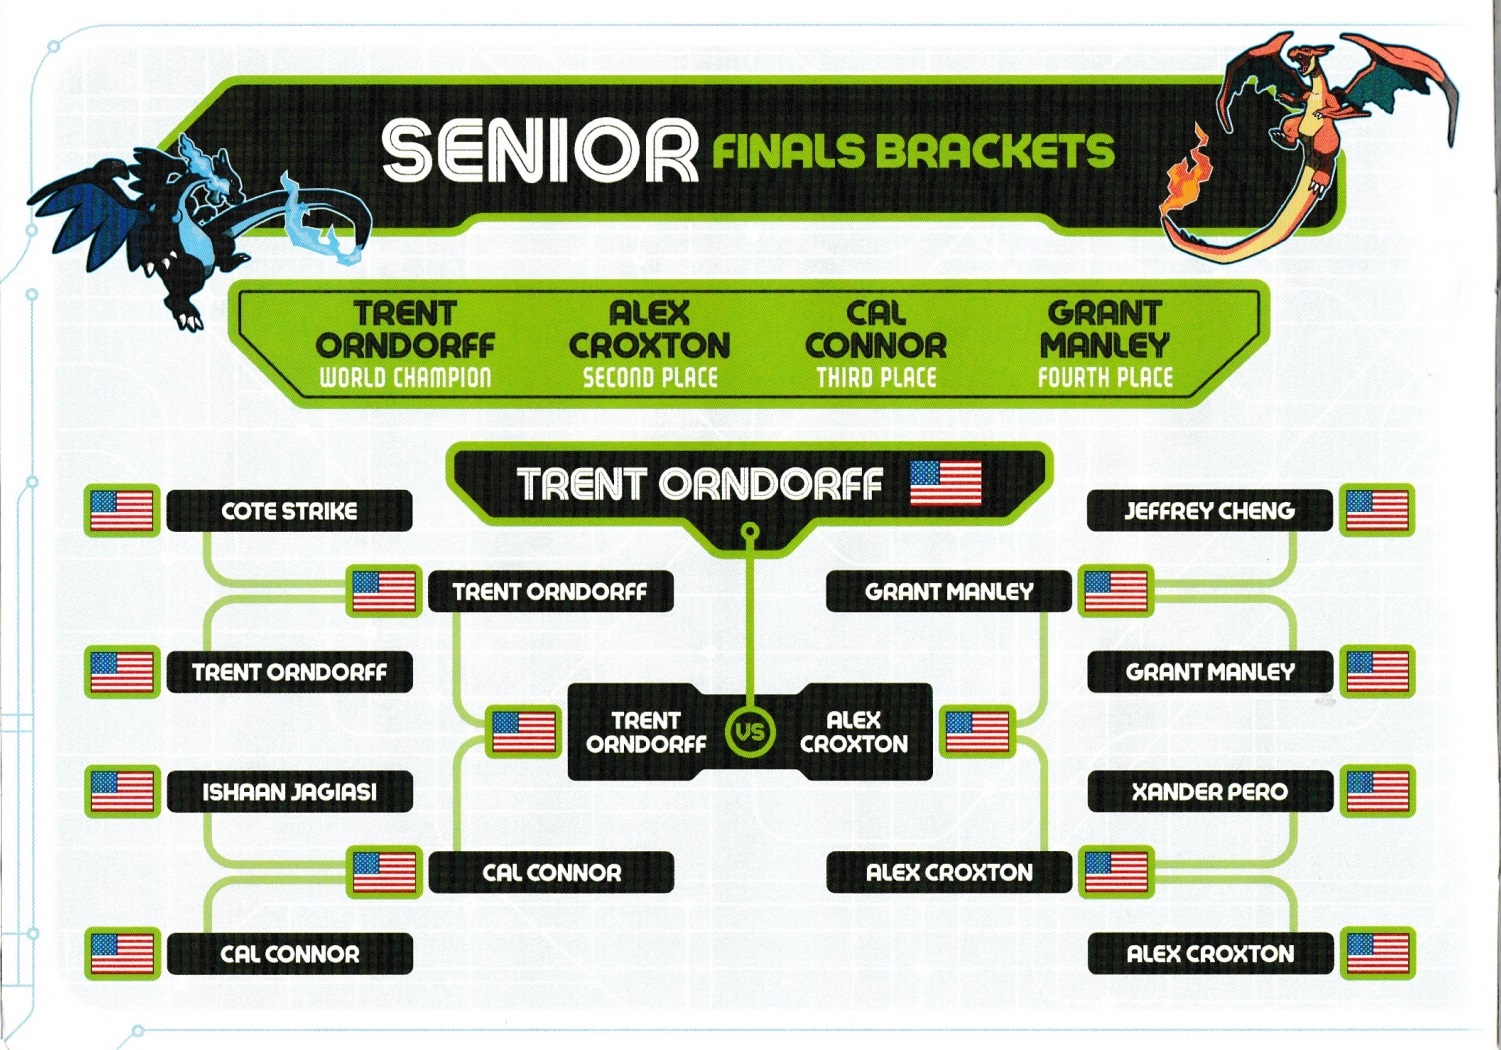 SENIOR FINALS BRACKETS
TRENT
ORNDORFF
WORLD CHAMPION
ALEX
CROXTON
SECOND PLACE
CAL
CONNOR
THIRD PLACE
GRANT
MANLEY
FOURTH PLACE
TRENT ORNDORFF
COTE STRIKE
TRENT ORNDORFF
TRENT ORNDORFF
ISHAAN JAGIASI
CAL CONNOR
CAL CONNOR
TRENT
ORNDORFF
VS
ALEX
CROXTON
JEFFREY CHENG
GRANT MANLEY
GRANT MANLEY
XANDER PERO
ALEX CROXTON
ALEX CROXTON